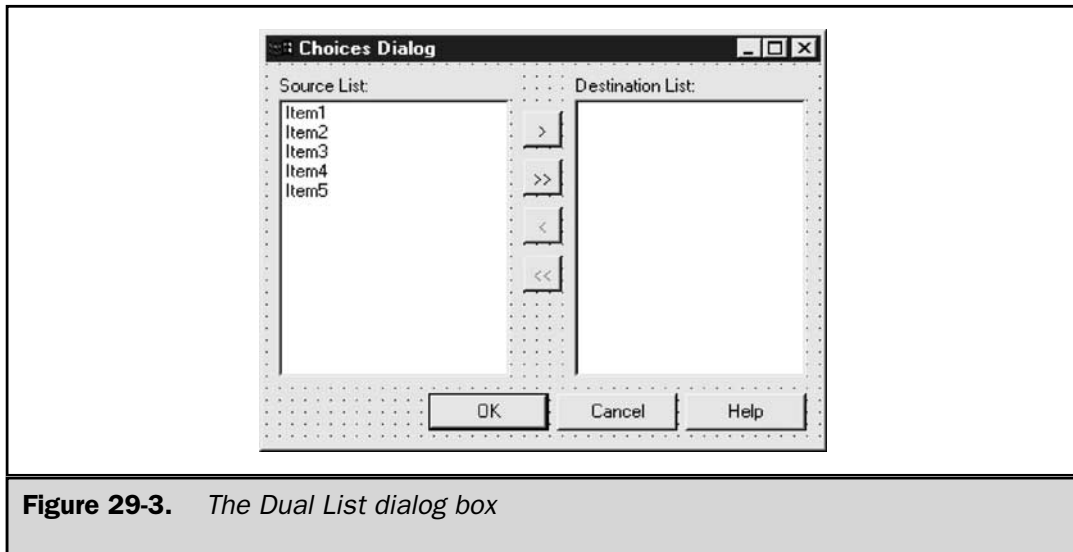 Choices Dialog
Source List:
Destination List:
Item1
Item2
Item3
Item4
Item5
>
>>
<
<<
OK
Cancel
Help
Figure 29-3. The Dual List dialog box